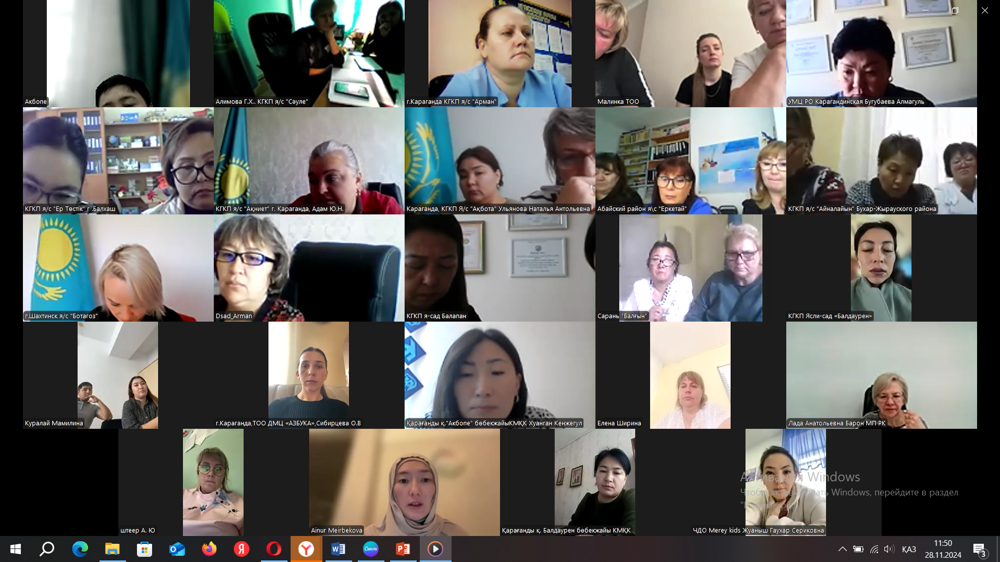 Акбопе
Алимова Г.Х.. КГКП я/с "Сәуле"
г.Караганда КГКП я/с "Арман"
Малинка ТОО
УМЦ РО Карагандинская Бугубаева Алмагуль
КГКП я/с "Ер Төстік" г .Балхаш
КГКП я/с "Ақниет" г. Караганда, Адам Ю.Н.
Караганда, КГКП Я/с "Ақбота" Ульянова Наталья Антольевна
Абайский район я\с "Еркетай"
КГКП я/с "Айналайын" Бухар-Жырауского района
г.Шахтинск я/с "Ботагоз"
Dsad_Arman
КГКП я-сад Балапан
Сарань "Балғын"
КГКП Ясли-сад «Балдаурен»
Куралай Мамилина
г.Караганда,ТОО ДМЦ «АЗБУКА»,Сибирцева О.В
Қарағанды қ."Акбопе" бөбекжайыКМҚК Хуанган Кенжегул
Елена Ширина
Лада Анатольевна Барон МП РК
штеер А. Ю
Ainur Meirbekova
Қарағанды қ. Балдаурен бөбекжайы КМҚК
ЧДО Merey kids Жуаныш Гаухар Сериковна
Активация Windows
Чтобы активировать Windows, перейдите в раздел
"Параметры".
Canva
ҚАЗ
11:50
28.11.2024
3